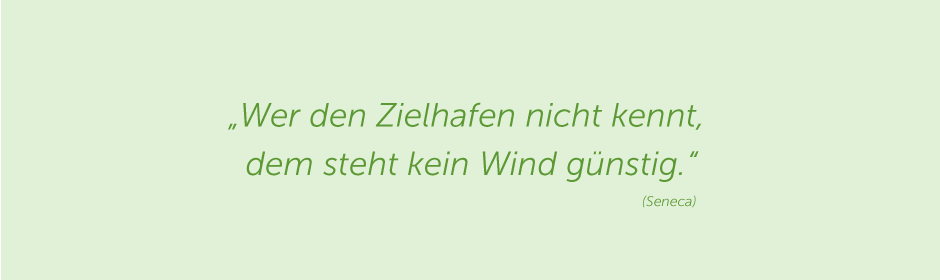 „Wer den Zielhafen nicht kennt,
dem steht kein Wind günstig.“
(Seneca)